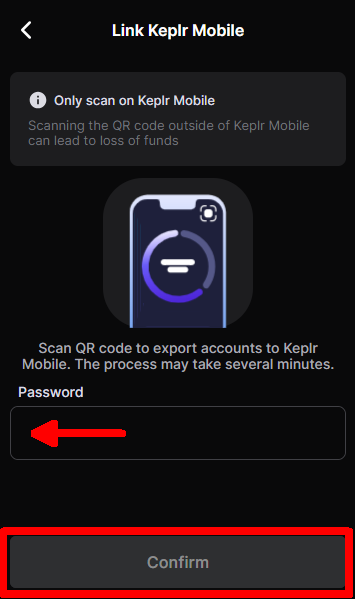 Link Keplr Mobile
Only scan on Keplr Mobile
Scanning the QR code outside of Keplr Mobile
can lead to loss of funds
Scan QR code to export accounts to Keplr
Mobile. The process may take several minutes.
Password
Confirm